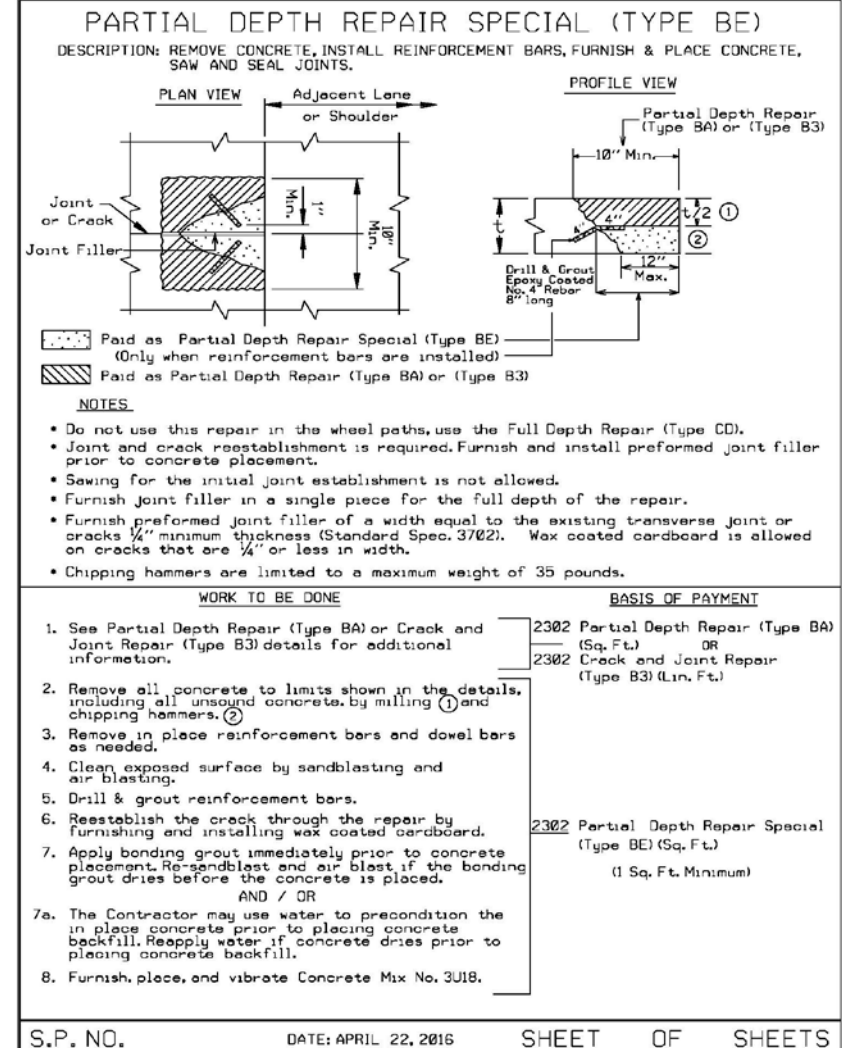 PARTIAL DEPTH REPAIR SPECIAL (TYPE BE)
DESCRIPTION: REMOVE CONCRETE, INSTALL REINFORCEMENT BARS, FURNISH & PLACE CONCRETE,
SAW AND SEAL JOINTS.
PLAN VIEW
Adjacent Lane
or Shoulder
Joint
or Crack
Joint Filler
1"
Min.
10"
Min.
PROFILE VIEW
Partial Depth Repair
(Type BA) or (Type B3)
10" Min.
t
4"
4"
t/2 ①
②
12"
Max.
Drill & Grout
Epoxy Coated
No. 4 Rebar
8" long
Paid as Partial Depth Repair Special (Type BE)
(Only when reinforcement bars are installed)
Paid as Partial Depth Repair (Type BA) or (Type B3)
NOTES
• Do not use this repair in the wheel paths, use the Full Depth Repair (Type CD).
• Joint and crack reestablishment is required. Furnish and install preformed joint filler
prior to concrete placement.
• Sawing for the initial joint establishment is not allowed.
• Furnish joint filler in a single piece for the full depth of the repair.
• Furnish preformed joint filler of a width equal to the existing transverse joint or
cracks ¼" minimum thickness (Standard Spec. 3702). Wax coated cardboard is allowed
on cracks that are ¼" or less in width.
• Chipping hammers are limited to a maximum weight of 35 pounds.
WORK TO BE DONE
1. See Partial Depth Repair (Type BA) or Crack and
Joint Repair (Type B3) details for additional
information.
2. Remove all concrete to limits shown in the details,
including all unsound concrete. by milling ① and
chipping hammers. ②
3. Remove in place reinforcement bars and dowel bars
as needed.
4. Clean exposed surface by sandblasting and
air blasting.
5. Drill & grout reinforcement bars.
6. Reestablish the crack through the repair by
furnishing and installing wax coated cardboard.
7. Apply bonding grout immediately prior to concrete
placement. Re-sandblast and air blast if the bonding
grout dries before the concrete is placed.
AND / OR
7a. The Contractor may use water to precondition the
in place concrete prior to placing concrete
backfill. Reapply water if concrete dries prior to
placing concrete backfill.
8. Furnish, place, and vibrate Concrete Mix No. 3U18.
BASIS OF PAYMENT
2302 Partial Depth Repair (Type BA)
(Sq. Ft.) OR
2302 Crack and Joint Repair
(Type B3) (Lin. Ft.)
2302 Partial Depth Repair Special
(Type BE) (Sq. Ft.)
(1 Sq. Ft. Minimum)
S.P. NO.
DATE: APRIL 22, 2016
SHEET OF SHEETS